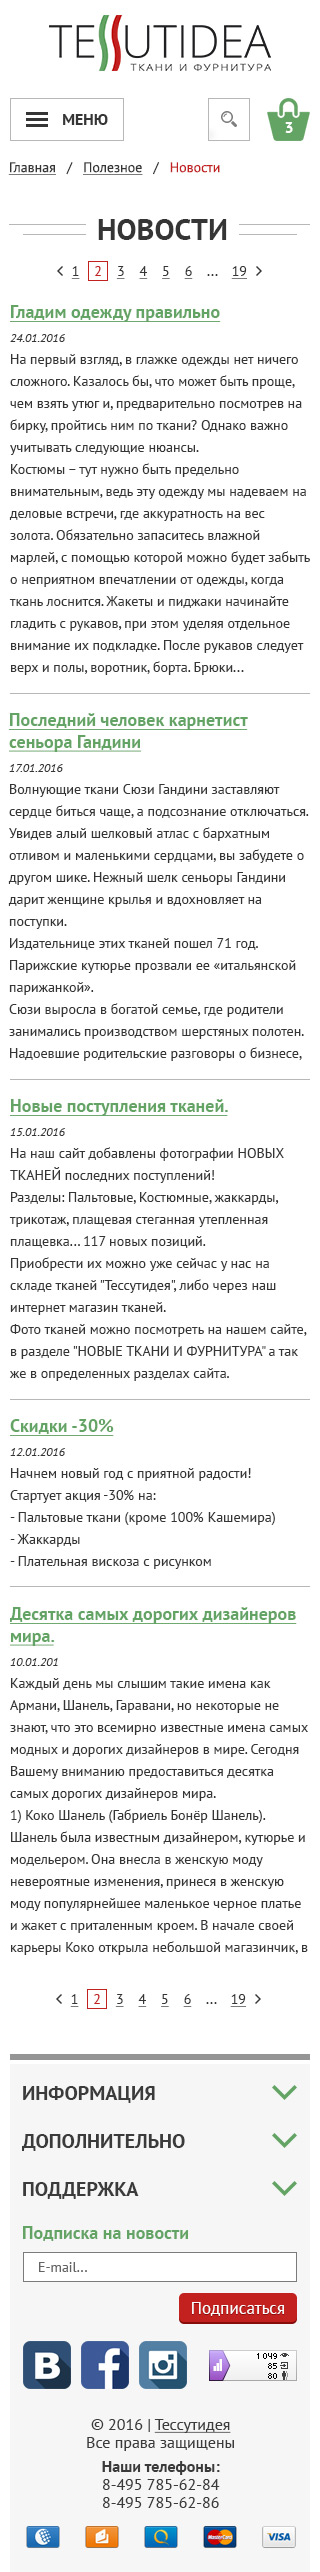 TESSUTIDEA
ТКАНИ И ФУРНИТУРА
МЕНЮ
3
Главная / Полезное / Новости
НОВОСТИ
1 2 3 4 5 6 ... 19
Гладим одежду правильно
24.01.2016
На первый взгляд, в глажке одежды нет ничего
сложного. Казалось бы, что может быть проще,
чем взять утюг и, предварительно посмотрев на
бирку, пройтись ним по ткани? Однако важно
учитывать следующие нюансы.
Костюмы – тут нужно быть предельно
внимательным, ведь эту одежду мы надеваем на
деловые встречи, где аккуратность на вес
золота. Обязательно запаситесь влажной
марлей, с помощью которой можно будет забыть
о неприятном впечатлении от одежды, когда
ткань лоснится. Жакеты и пиджаки начинайте
гладить с рукавов, при этом уделяя отдельное
внимание их подкладке. После рукавов следует
верх и полы, воротник, борта. Брюки...
Последний человек карнетист
сеньора Гандини
17.01.2016
Волнующие ткани Сюзи Гандини заставляют
сердце биться чаще, а подсознание отключаться.
Увидев алый шелковый атлас с бархатным
отливом и маленькими сердцами, вы забудете о
другом шике. Нежный шелк сеньоры Гандини
дарит женщине крылья и вдохновляет на
поступки.
Издательнице этих тканей пошел 71 год.
Парижские кутюрье прозвали ее «итальянской
парижанкой».
Сюзи выросла в богатой семье, где родители
занимались производством шерстяных полотен.
Надоевшие родительские разговоры о бизнесе,
Новые поступления тканей.
15.01.2016
На наш сайт добавлены фотографии НОВЫХ
ТКАНЕЙ последних поступлений!
Разделы: Пальтовые, Костюмные, жаккарды,
трикотаж, плащевая стеганная утепленная
плащевка... 117 новых позиций.
Приобрести их можно уже сейчас у нас на
складе тканей "Тессутидея", либо через наш
интернет магазин тканей.
Фото тканей можно посмотреть на нашем сайте,
в разделе "НОВЫЕ ТКАНИ И ФУРНИТУРА" а так
же в определенных разделах сайта.
Скидки -30%
12.01.2016
Начнем новый год с приятной радости!
Стартует акция -30% на:
- Пальтовые ткани (кроме 100% Кашемира)
- Жаккарды
- Плательная вискоза с рисунком
Десятка самых дорогих дизайнеров
мира.
10.01.201
Каждый день мы слышим такие имена как
Армани, Шанель, Гаравани, но некоторые не
знают, что это всемирно известные имена самых
модных и дорогих дизайнеров в мире. Сегодня
Вашему вниманию предоставиться десятка
самых дорогих дизайнеров мира.
1) Коко Шанель (Габриель Бонёр Шанель).
Шанель была известным дизайнером, кутюрье и
модельером. Она внесла в женскую моду
невероятные изменения, принеся в женскую
моду популярнейшее маленькое черное платье
и жакет с приталенным кроем. В начале своей
карьеры Коко открыла небольшой магазинчик, в
1 2 3 4 5 6 ... 19
ИНФОРМАЦИЯ
ДОПОЛНИТЕЛЬНО
ПОДДЕРЖКА
Подписка на новости
E-mail...
Подписаться
1 049
85
80
© 2016 | Тессутидея
Все права защищены
Наши телефоны:
8-495 785-62-84
8-495 785-62-86
MasterCard VISA